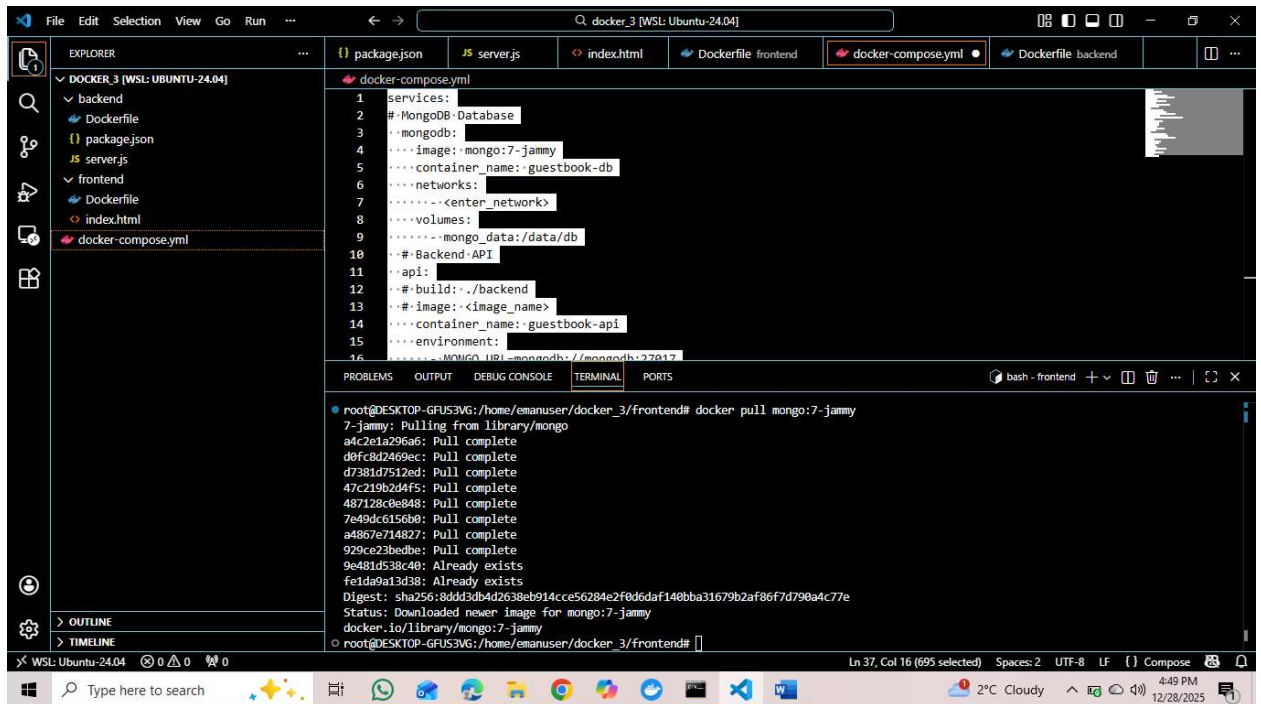 File Edit Selection View Go Run ··· docker_3 [WSL: Ubuntu-24.04]
EXPLORER ···
{} package.json JS server.js <> index.html Dockerfile frontend docker-compose.yml ● Dockerfile backend ···
DOCKER_3 [WSL: UBUNTU-24.04]
backend
Dockerfile
{} package.json
JS server.js
frontend
Dockerfile
<> index.html
docker-compose.yml
OUTLINE
TIMELINE
docker-compose.yml
1 services:
2 #·MongoDB·Database
3 ··mongodb:
4 ····image:·mongo:7-jammy
5 ····container_name:·guestbook-db
6 ····networks:
7 ······-·<enter_network>
8 ····volumes:
9 ······-·mongo_data:/data/db
10 ··#·Backend·API
11 ··api:
12 ··#·build:·./backend
13 ··#·image:·<image_name>
14 ····container_name:·guestbook-api
15 ····environment:
16 ······-·MONGO_URL=mongodb://mongodb:27017
PROBLEMS OUTPUT DEBUG CONSOLE TERMINAL PORTS bash - frontend ···
root@DESKTOP-GFUS3VG:/home/emanuser/docker_3/frontend# docker pull mongo:7-jammy
7-jammy: Pulling from library/mongo
a4c2e1a296a6: Pull complete
d0fc8d2469ec: Pull complete
d7381d7512ed: Pull complete
47c219b2d4f5: Pull complete
487128c0e848: Pull complete
7e49dc6156b0: Pull complete
a4867e714827: Pull complete
929ce23bedbe: Pull complete
9e481d538c40: Already exists
fe1da9a13d38: Already exists
Digest: sha256:8ddd3db4d2638eb914cce56284e2f0d6daf140bba31679b2af86f7d790a4c77e
Status: Downloaded newer image for mongo:7-jammy
docker.io/library/mongo:7-jammy
root@DESKTOP-GFUS3VG:/home/emanuser/docker_3/frontend#
WSL: Ubuntu-24.04 0 0 0 Ln 37, Col 16 (695 selected) Spaces: 2 UTF-8 LF {} Compose
Type here to search 2°C Cloudy 4:49 PM
12/28/2025